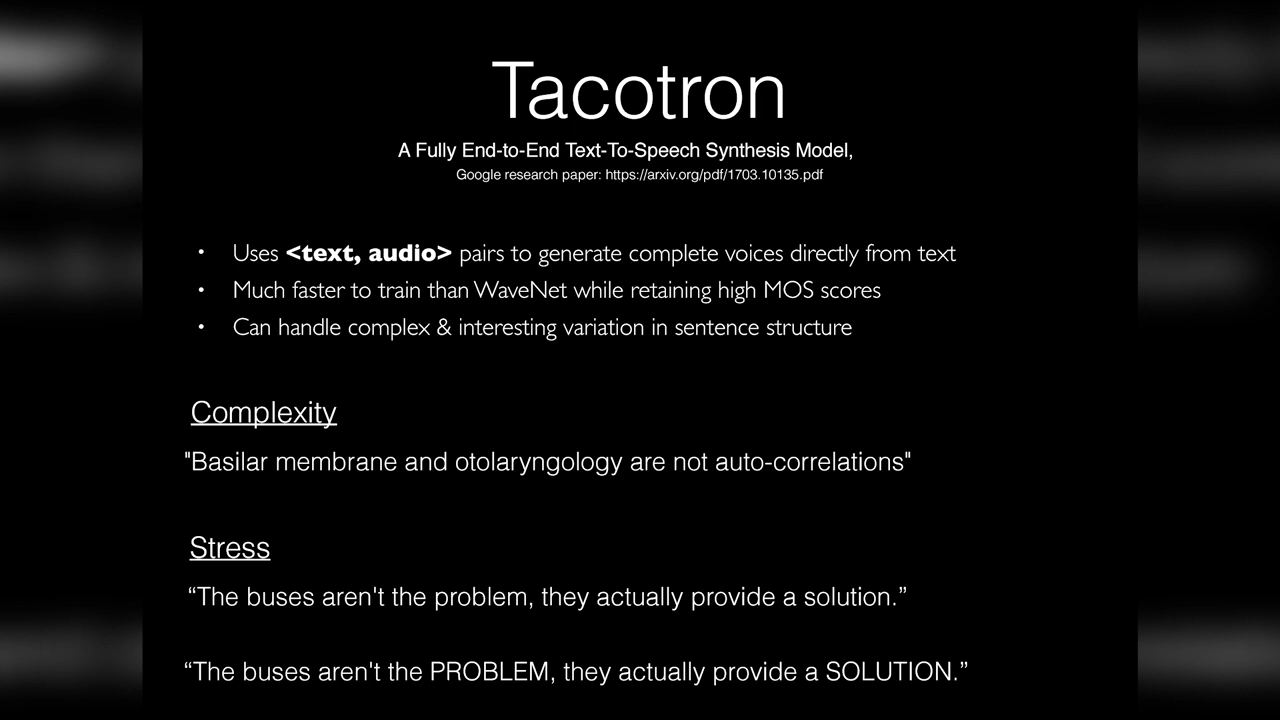 Tacotron
A Fully End-to-End Text-To-Speech Synthesis Model,
Google research paper: https://arxiv.org/pdf/1703.10135.pdf
• Uses <text, audio> pairs to generate complete voices directly from text
• Much faster to train than WaveNet while retaining high MOS scores
• Can handle complex & interesting variation in sentence structure
Complexity
"Basilar membrane and otolaryngology are not auto-correlations"
Stress
“The buses aren't the problem, they actually provide a solution.”
“The buses aren't the PROBLEM, they actually provide a SOLUTION.”